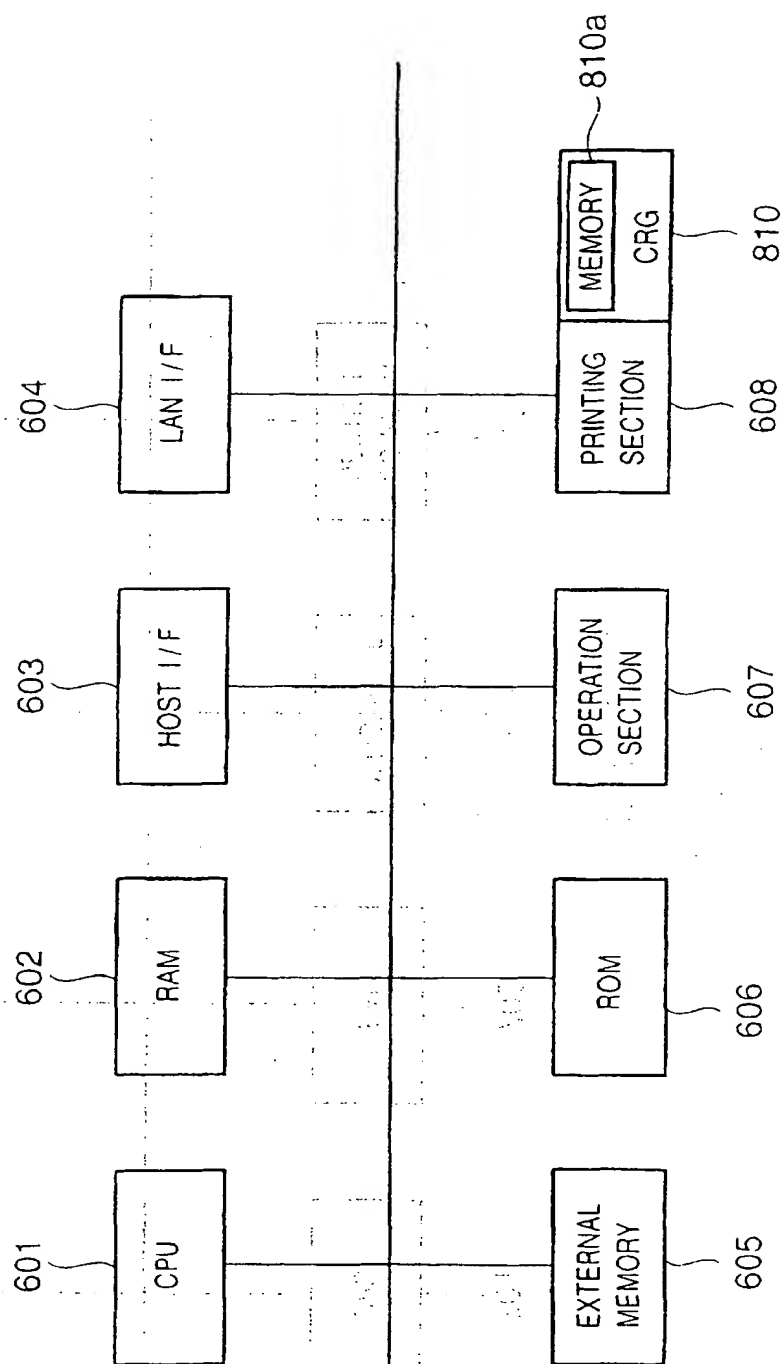 601
602
603
604
CPU
RAM
HOST I/F
LAN I/F
EXTERNAL
MEMORY
ROM
OPERATION
SECTION
PRINTING
SECTION
MEMORY
CRG
810a
605
606
607
608
810